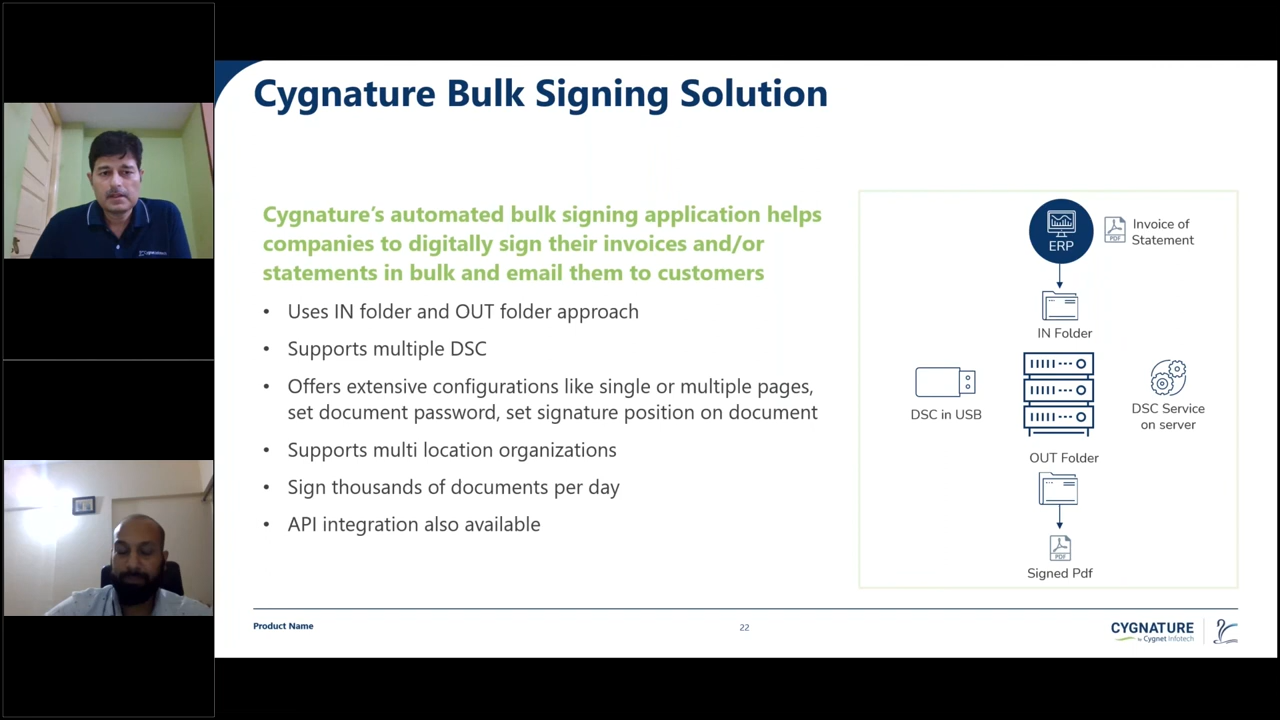 Cygnature Bulk Signing Solution
Cygnature’s automated bulk signing application helps
companies to digitally sign their invoices and/or
statements in bulk and email them to customers
• Uses IN folder and OUT folder approach
• Supports multiple DSC
• Offers extensive configurations like single or multiple pages,
set document password, set signature position on document
• Supports multi location organizations
• Sign thousands of documents per day
• API integration also available
ERP
PDF
Invoice of
Statement
IN Folder
DSC in USB
DSC Service
on server
OUT Folder
PDF
Signed Pdf
Product Name
22
CYGNATURE
by Cygnet Infotech